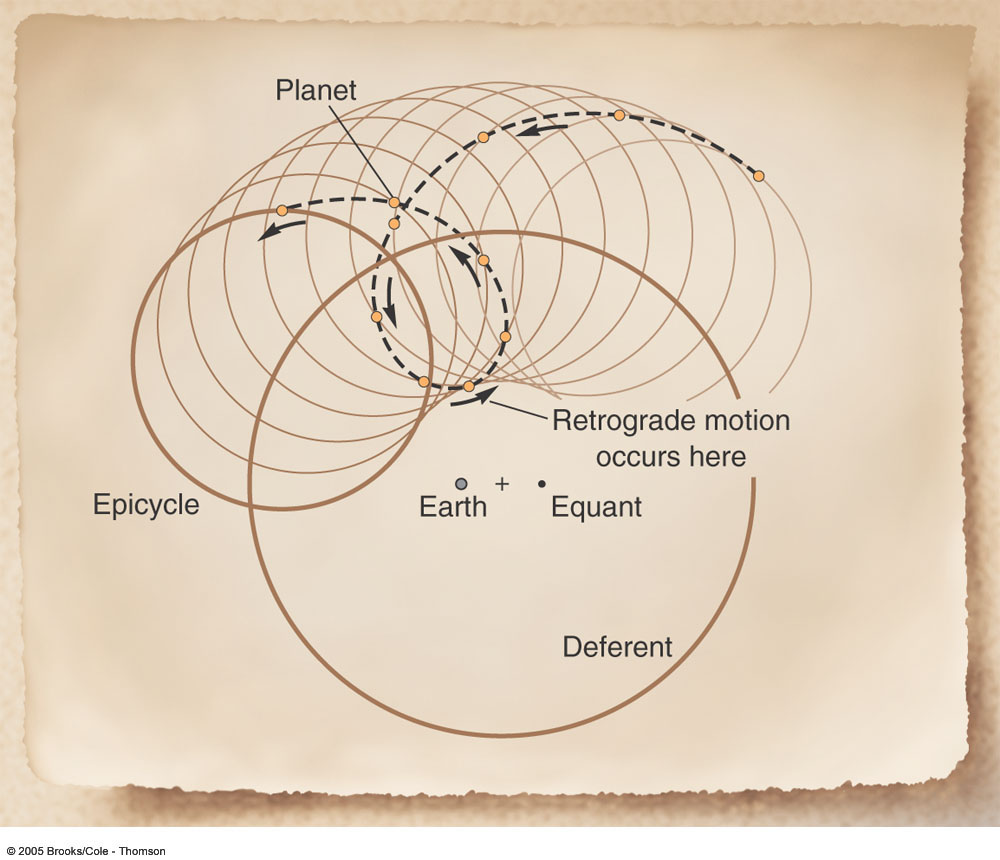 Planet
Retrograde motion
occurs here
Epicycle
Earth
+
Equant
Deferent
© 2005 Brooks/Cole - Thomson